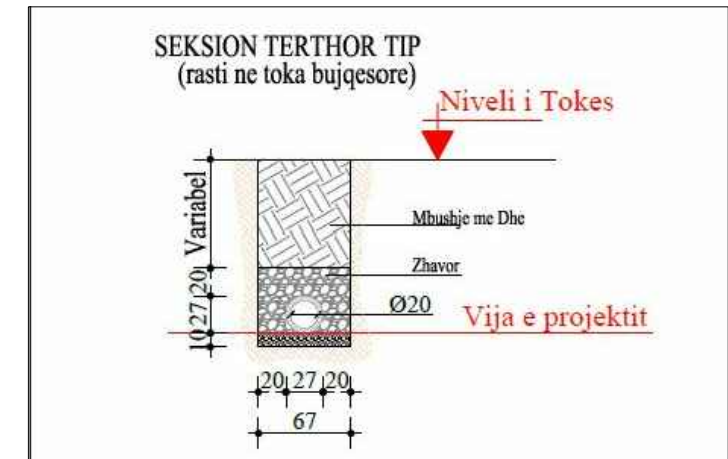 SEKSION TERTHOR TIP
(rasti ne toka bujqesore)
Niveli i Tokes
Variabel
Mbushje me Dhe
Zhavor
20
27
10
Ø20
Vija e projektit
20 27 20
67